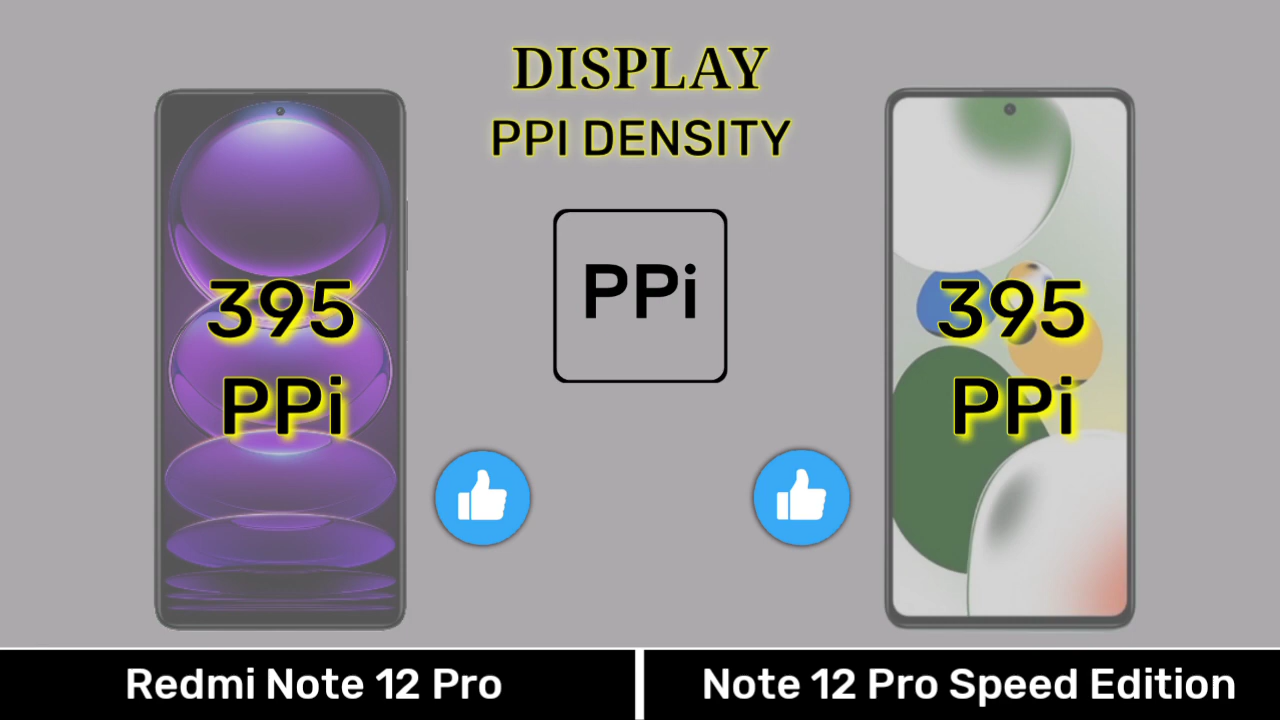 DISPLAY
PPI DENSITY
PPi
395
PPi
395
PPi
Redmi Note 12 Pro
Note 12 Pro Speed Edition